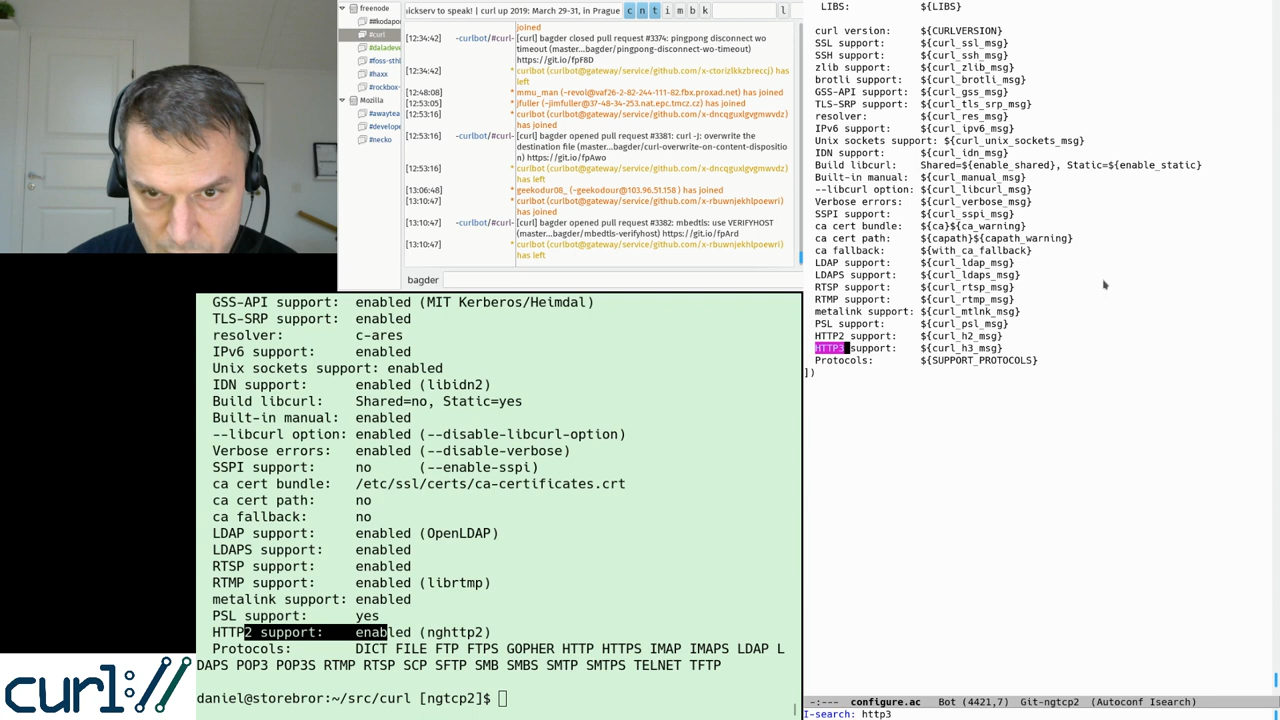 freenode
##kodapor
#curl
#daladeve
#foss-sthl
#haxx
#rockbox-
Mozilla
#awaytea
#develope
#necko
nickserv to speak! | curl up 2019: March 29-31, in Prague
c n t i m b k l
joined
[12:34:42] -curlbot/#curl- [curl] bagder closed pull request #3374: pingpong disconnect wo
timeout (master...bagder/pingpong-disconnect-wo-timeout)
https://git.io/fpF8D
[12:34:42] * curlbot (curlbot@gateway/service/github.com/x-ctorizlkkzbreccj) has
left
[12:48:08] * mmu_man (~revol@vaf26-2-82-244-111-82.fbx.proxad.net) has joined
[12:53:05] * jfuller (~jimfuller@37-48-34-253.nat.epc.tmcz.cz) has joined
[12:53:16] * curlbot (curlbot@gateway/service/github.com/x-dncqguxlgvgmwvdz)
has joined
[12:53:16] -curlbot/#curl- [curl] bagder opened pull request #3381: curl -J: overwrite the
destination file (master...bagder/curl-overwrite-on-content-dispositio
n) https://git.io/fpAwo
[12:53:16] * curlbot (curlbot@gateway/service/github.com/x-dncqguxlgvgmwvdz)
has left
[13:06:48] * geekodur08_ (~geekodour@103.96.51.158 ) has joined
[13:10:47] * curlbot (curlbot@gateway/service/github.com/x-rbuwnjekhlpoewri)
has joined
[13:10:47] -curlbot/#curl- [curl] bagder opened pull request #3382: mbedtls: use VERIFYHOST
(master...bagder/mbedtls-verifyhost) https://git.io/fpArd
[13:10:47] * curlbot (curlbot@gateway/service/github.com/x-rbuwnjekhlpoewri)
has left
bagder
GSS-API support: enabled (MIT Kerberos/Heimdal)
TLS-SRP support: enabled
resolver: c-ares
IPv6 support: enabled
Unix sockets support: enabled
IDN support: enabled (libidn2)
Build libcurl: Shared=no, Static=yes
Built-in manual: enabled
--libcurl option: enabled (--disable-libcurl-option)
Verbose errors: enabled (--disable-verbose)
SSPI support: no (--enable-sspi)
ca cert bundle: /etc/ssl/certs/ca-certificates.crt
ca cert path: no
ca fallback: no
LDAP support: enabled (OpenLDAP)
LDAPS support: enabled
RTSP support: enabled
RTMP support: enabled (librtmp)
metalink support: enabled
PSL support: yes
HTTP2 support: enabled (nghttp2)
Protocols: DICT FILE FTP FTPS GOPHER HTTP HTTPS IMAP IMAPS LDAP L
DAPS POP3 POP3S RTMP RTSP SCP SFTP SMB SMBS SMTP SMTPS TELNET TFTP
daniel@storebror:~/src/curl [ngtcp2]$
LIBS: ${LIBS}
curl version: ${CURLVERSION}
SSL support: ${curl_ssl_msg}
SSH support: ${curl_ssh_msg}
zlib support: ${curl_zlib_msg}
brotli support: ${curl_brotli_msg}
GSS-API support: ${curl_gss_msg}
TLS-SRP support: ${curl_tls_srp_msg}
resolver: ${curl_res_msg}
IPv6 support: ${curl_ipv6_msg}
Unix sockets support: ${curl_unix_sockets_msg}
IDN support: ${curl_idn_msg}
Build libcurl: Shared=${enable_shared}, Static=${enable_static}
Built-in manual: ${curl_manual_msg}
--libcurl option: ${curl_libcurl_msg}
Verbose errors: ${curl_verbose_msg}
SSPI support: ${curl_sspi_msg}
ca cert bundle: ${ca}${ca_warning}
ca cert path: ${capath}${capath_warning}
ca fallback: ${with_ca_fallback}
LDAP support: ${curl_ldap_msg}
LDAPS support: ${curl_ldaps_msg}
RTSP support: ${curl_rtsp_msg}
RTMP support: ${curl_rtmp_msg}
metalink support: ${curl_mtlnk_msg}
PSL support: ${curl_psl_msg}
HTTP2 support: ${curl_h2_msg}
HTTP3 support: ${curl_h3_msg}
Protocols: ${SUPPORT_PROTOCOLS}
])
-:--- configure.ac Bot (4421,7) Git-ngtcp2 (Autoconf Isearch)
I-search: http3
curl://